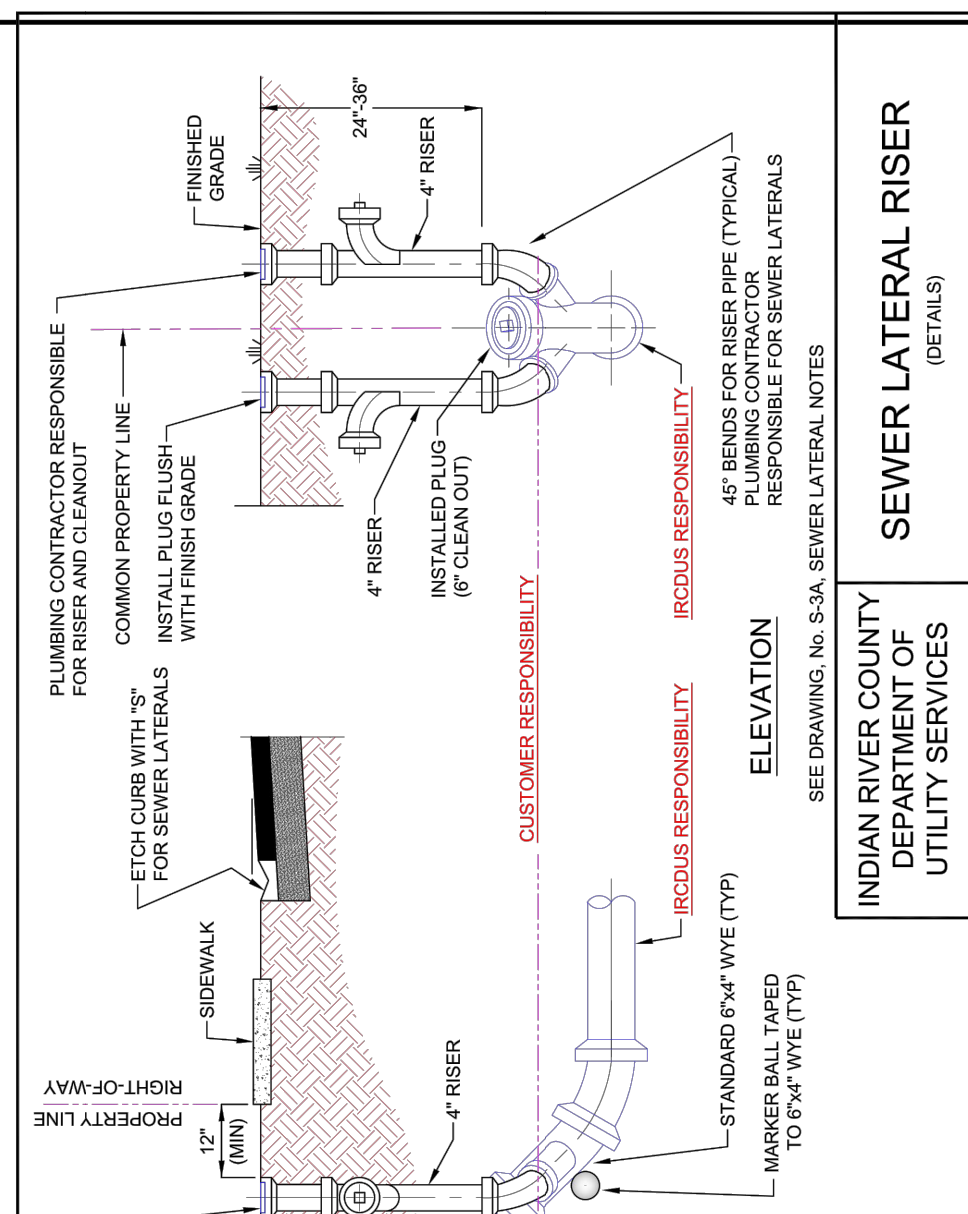 PLUMBING CONTRACTOR RESPONSIBLE
FOR RISER AND CLEANOUT
COMMON PROPERTY LINE
INSTALL PLUG FLUSH
WITH FINISH GRADE
FINISHED
GRADE
24"-36"
4" RISER
4" RISER
INSTALLED PLUG
(6" CLEAN OUT)
45° BENDS FOR RISER PIPE (TYPICAL)
PLUMBING CONTRACTOR
RESPONSIBLE FOR SEWER LATERALS
ETCH CURB WITH "S"
FOR SEWER LATERALS
SIDEWALK
RIGHT-OF-WAY
PROPERTY LINE
12"
(MIN)
4" RISER
CUSTOMER RESPONSIBILITY
IRCDUS RESPONSIBILITY
IRCDUS RESPONSIBILITY
STANDARD 6"x4" WYE (TYP)
MARKER BALL TAPED
TO 6"x4" WYE (TYP)
ELEVATION
SEE DRAWING, No. S-3A, SEWER LATERAL NOTES
INDIAN RIVER COUNTY
DEPARTMENT OF
UTILITY SERVICES
SEWER LATERAL RISER
(DETAILS)